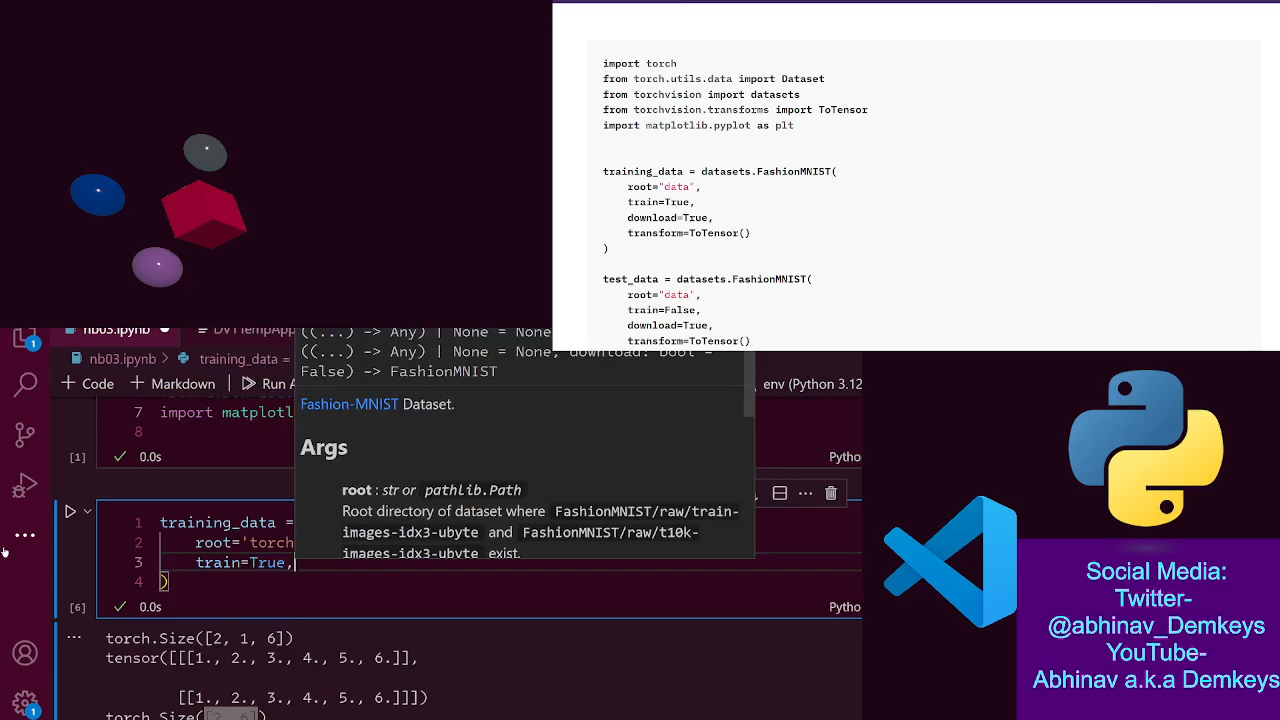 import torch
from torch.utils.data import Dataset
from torchvision import datasets
from torchvision.transforms import ToTensor
import matplotlib.pyplot as plt
training_data = datasets.FashionMNIST(
root="data",
train=True,
download=True,
transform=ToTensor()
)
test_data = datasets.FashionMNIST(
root="data",
train=False,
download=True,
transform=ToTensor()
nb03.ipynb
DVTTempApp
1
nb03.ipynb > training_data =
+ Code + Markdown Run A
env (Python 3.12
((...) -> Any) | None = None
((...) -> Any) | None = None, download: bool =
False) -> FashionMNIST
Fashion-MNIST Dataset.
Args
root : str or pathlib.Path
Root directory of dataset where FashionMNIST/raw/train-
images-idx3-ubyte and FashionMNIST/raw/t10k-
images-idx3-ubyte exist.
7 import matplotl
8
[1] 0.0s
Pytho
1 training_data =
2 root='torch
3 train=True,
4 )
[6] 0.0s
Pytho
torch.Size([2, 1, 6])
tensor([[[1., 2., 3., 4., 5., 6.]],
[[1., 2., 3., 4., 5., 6.]]])
torch.Size([2, 6])
1
Social Media:
Twitter-
@abhinav_Demkeys
YouTube-
Abhinav a.k.a Demkeys